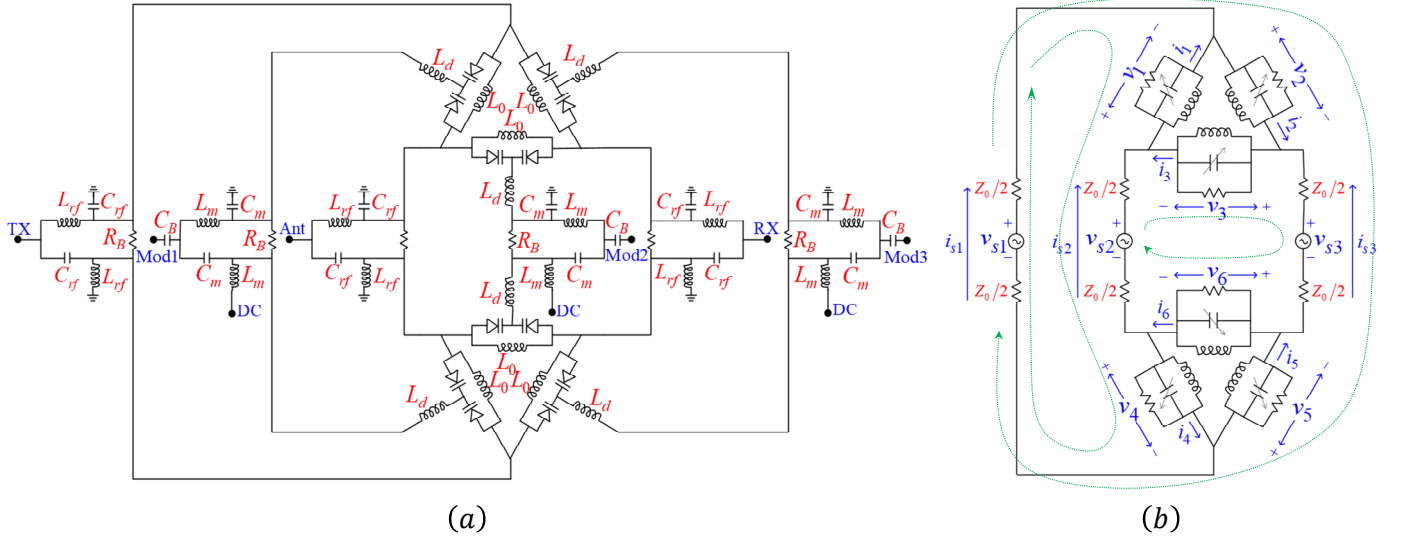 L_d
L_d
L_0 L_0
L_0
L_rf C_rf
L_m C_m
L_rf C_rf
L_d
C_m L_m
C_rf L_rf
C_m L_m
TX
R_B
C_B
Mod1
R_B
Ant
R_B
C_B
Mod2
RX
R_B
C_B
Mod3
C_rf L_rf
C_m L_m
C_rf L_rf
L_d
L_m C_m
L_rf C_rf
L_m C_m
DC
DC
DC
L_0
L_0 L_0
L_d
L_d
(a)
- -
i_1
v_1 v_2
+ +
i_2
i_3
Z_0/2 Z_0/2 Z_0/2
- v_3 +
+ + +
i_s1 v_s1 i_s2 v_s2 v_s3 i_s3
- - -
- v_6 +
Z_0/2 Z_0/2 Z_0/2
i_6
i_5
+ -
v_4 v_5
i_4
- +
(b)